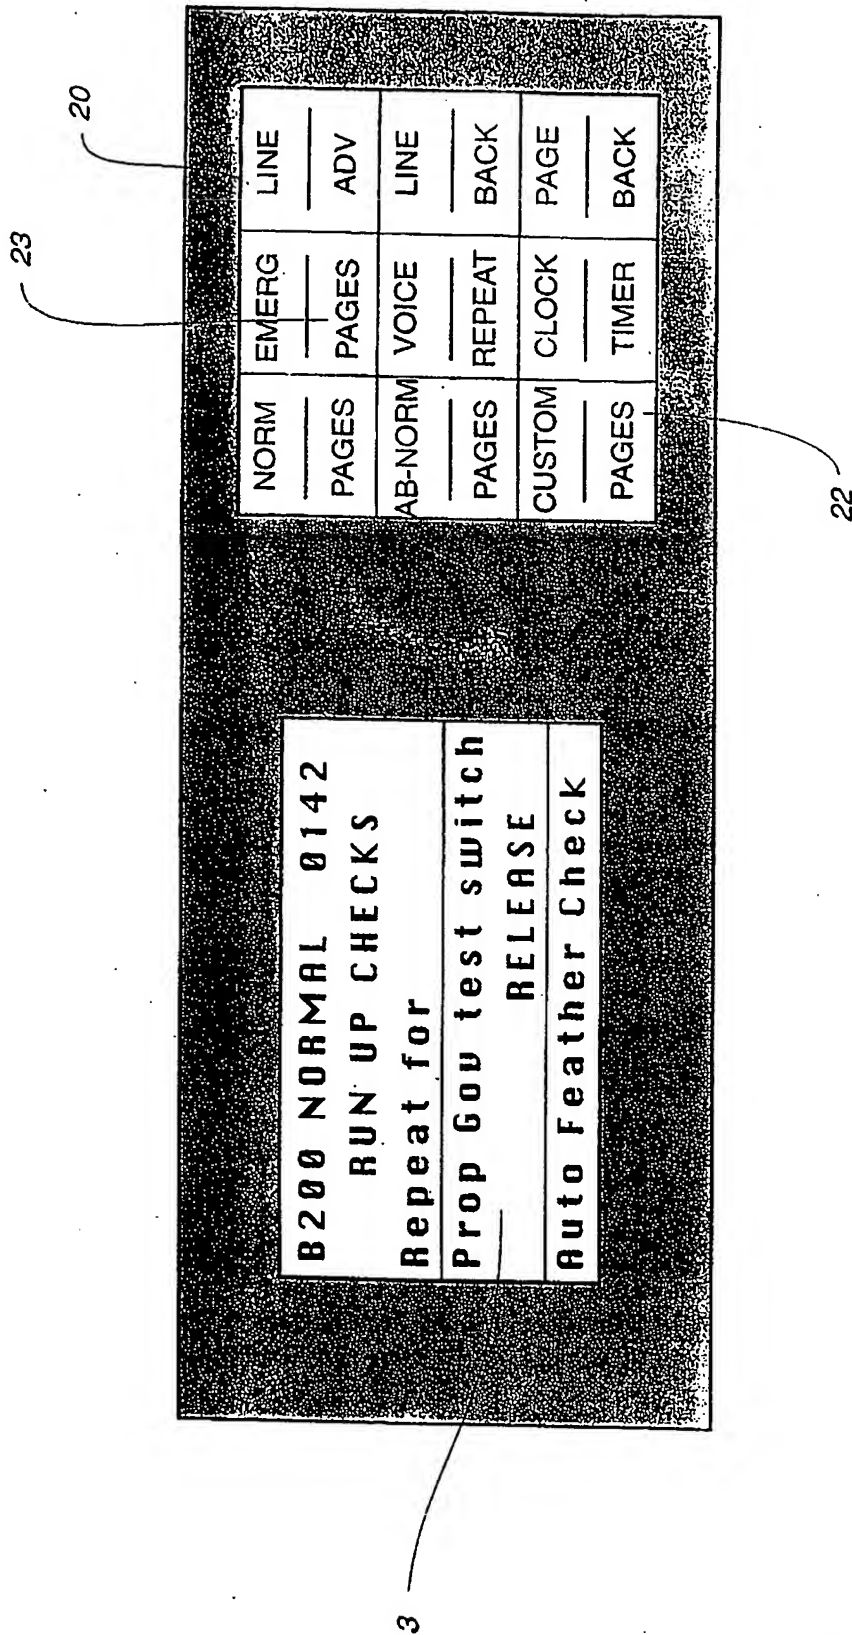 20
23
22
3
B200 NORMAL 0142
RUN UP CHECKS
Repeat for
Prop Gov test switch
RELEASE
Auto Feather Check
NORM
PAGES
EMERG
PAGES
LINE
ADV
AB-NORM
PAGES
VOICE
REPEAT
LINE
BACK
CUSTOM
PAGES
CLOCK
TIMER
PAGE
BACK